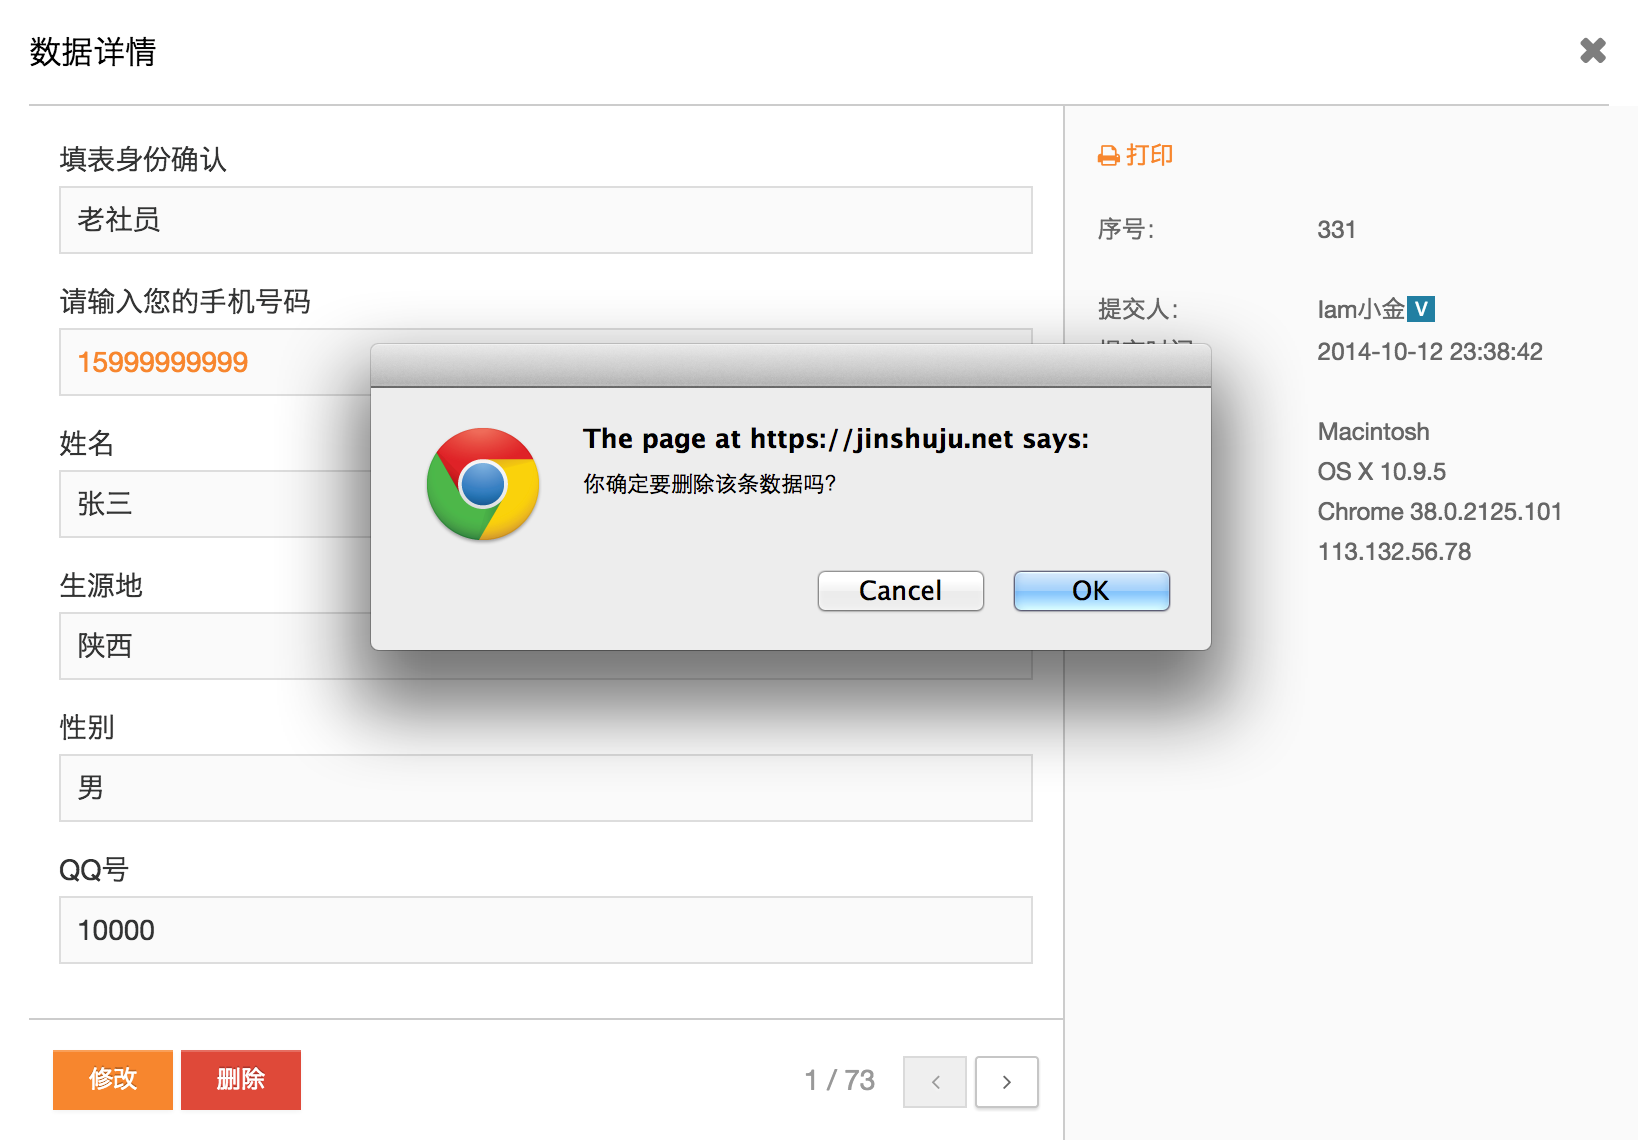 数据详情
填表身份确认
老社员
请输入您的手机号码
15999999999
姓名
张三
生源地
陕西
性别
男
QQ号
10000
修改
删除
1 / 73
The page at https://jinshuju.net says:
你确定要删除该条数据吗?
Cancel
OK
打印
序号: 331
提交人: Iam小金 V
2014-10-12 23:38:42
Macintosh
OS X 10.9.5
Chrome 38.0.2125.101
113.132.56.78